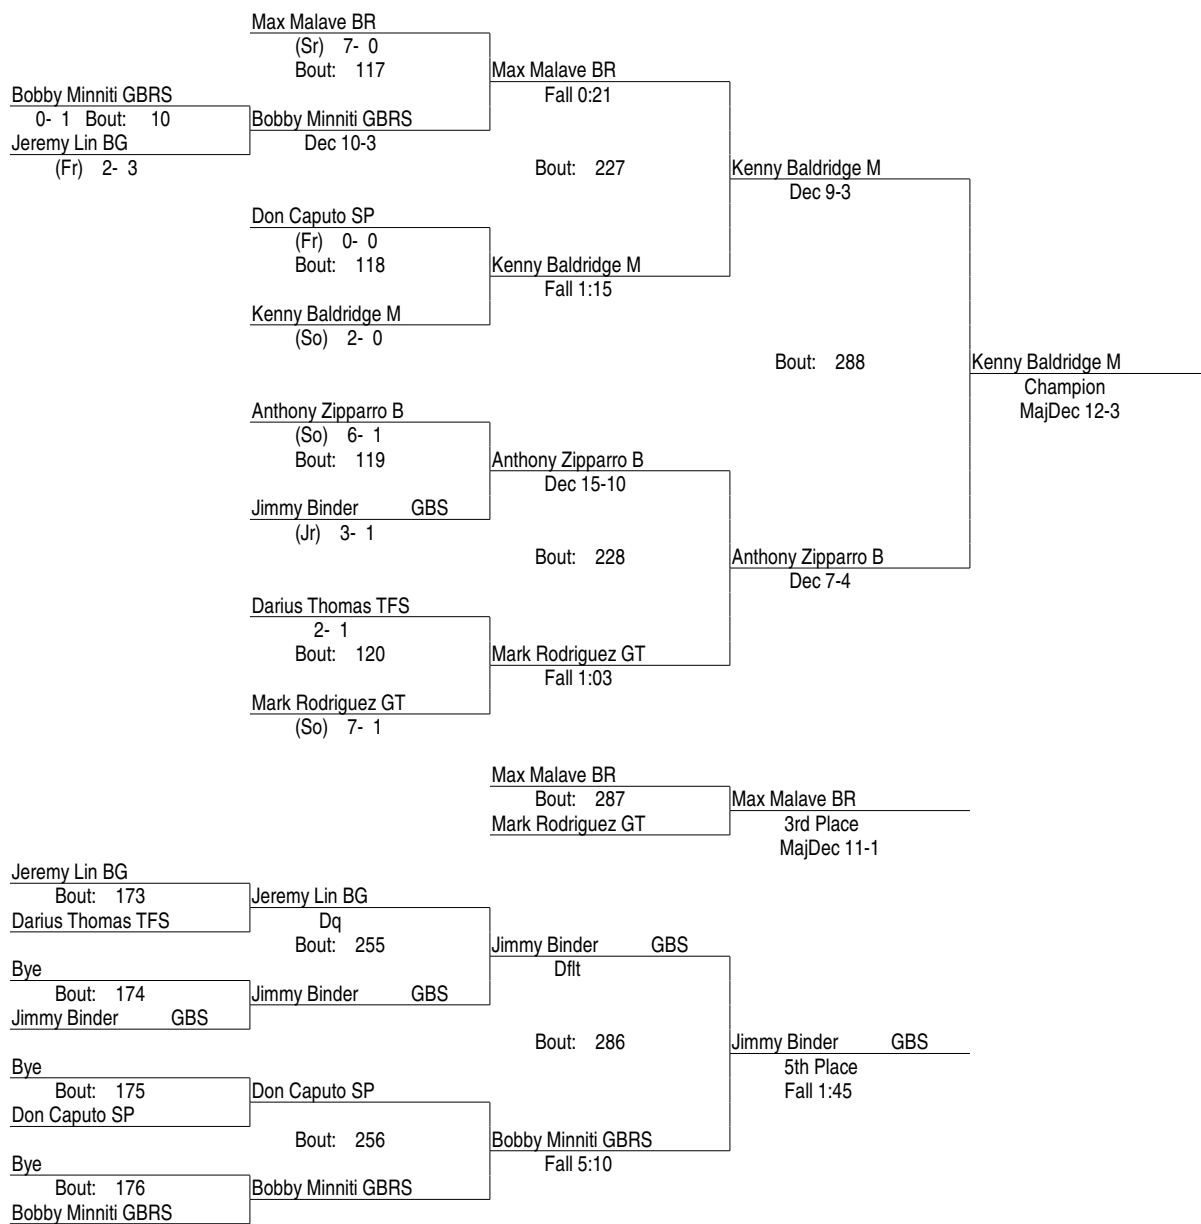 Max Malave BR
(Sr) 7- 0
Bout: 117
Max Malave BR
Fall 0:21
Bobby Minniti GBRS
0- 1 Bout: 10
Bobby Minniti GBRS
Dec 10-3
Jeremy Lin BG
(Fr) 2- 3
Bout: 227
Kenny Baldridge M
Dec 9-3
Don Caputo SP
(Fr) 0- 0
Bout: 118
Kenny Baldridge M
Fall 1:15
Kenny Baldridge M
(So) 2- 0
Bout: 288
Kenny Baldridge M
Champion
MajDec 12-3
Anthony Zipparro B
(So) 6- 1
Bout: 119
Anthony Zipparro B
Dec 15-10
Jimmy Binder GBS
(Jr) 3- 1
Bout: 228
Anthony Zipparro B
Dec 7-4
Darius Thomas TFS
2- 1
Bout: 120
Mark Rodriguez GT
Fall 1:03
Mark Rodriguez GT
(So) 7- 1
Max Malave BR
Bout: 287
Max Malave BR
Mark Rodriguez GT
3rd Place
MajDec 11-1
Jeremy Lin BG
Bout: 173
Jeremy Lin BG
Darius Thomas TFS
Dq
Bout: 255
Jimmy Binder GBS
Dflt
Bye
Bout: 174
Jimmy Binder GBS
Jimmy Binder GBS
Bout: 286
Jimmy Binder GBS
5th Place
Fall 1:45
Bye
Bout: 175
Don Caputo SP
Don Caputo SP
Bout: 256
Bobby Minniti GBRS
Fall 5:10
Bye
Bout: 176
Bobby Minniti GBRS
Bobby Minniti GBRS